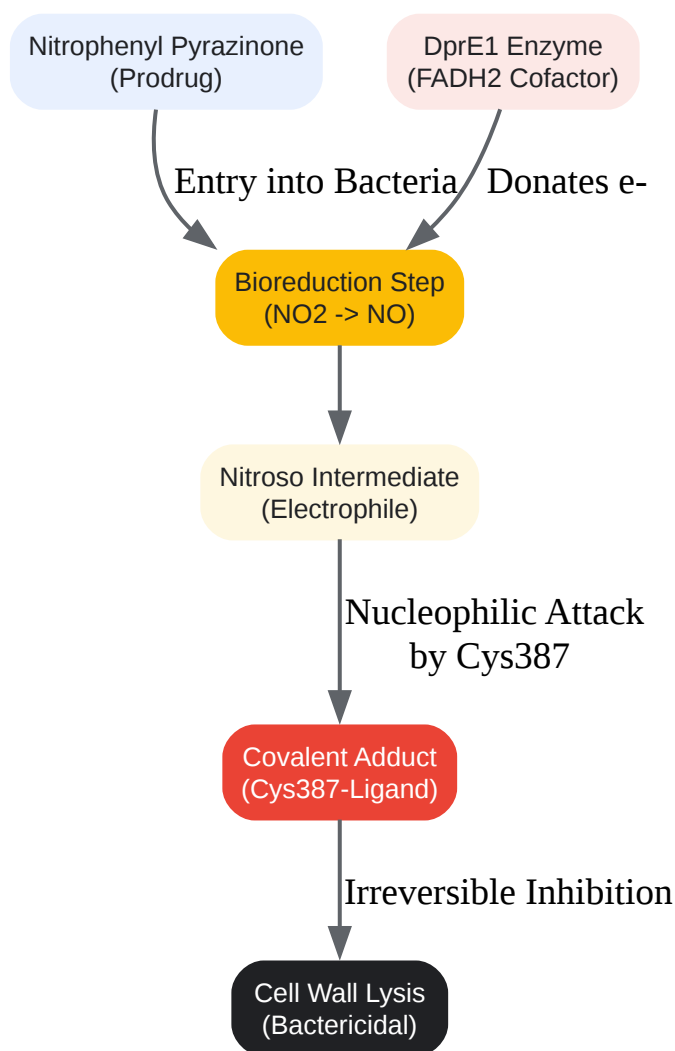 Nitrophenyl Pyrazinone
(Prodrug)
DprE1 Enzyme
(FADH2 Cofactor)
Entry into Bacteria
Donates e-
Bioreduction Step
(NO2 -> NO)
Nitroso Intermediate
(Electrophile)
Nucleophilic Attack
by Cys387
Covalent Adduct
(Cys387-Ligand)
Irreversible Inhibition
Cell Wall Lysis
(Bactericidal)